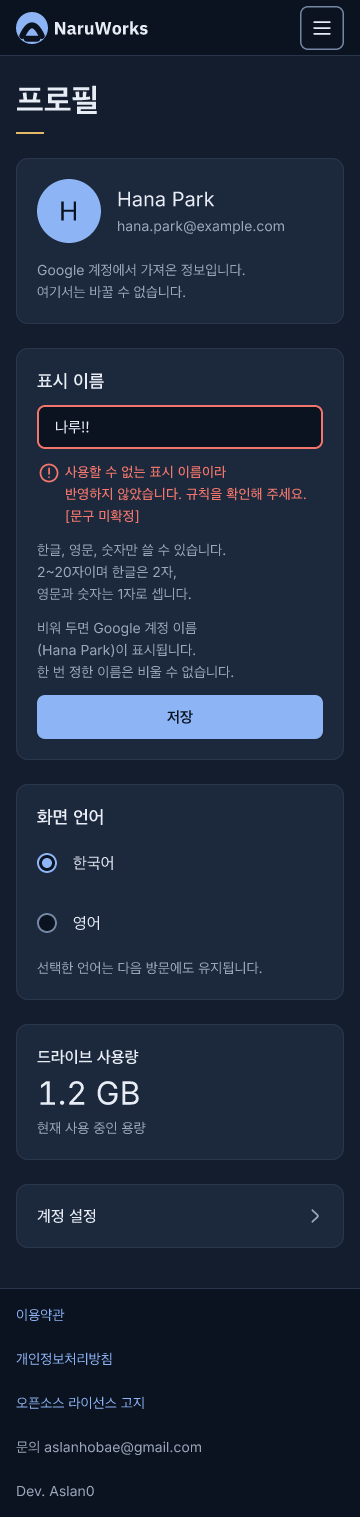 NaruWorks
프로필
H
Hana Park
hana.park@example.com
Google 계정에서 가져온 정보입니다.
여기서는 바꿀 수 없습니다.
표시 이름
나루!!
사용할 수 없는 표시 이름이라
반영하지 않았습니다. 규칙을 확인해 주세요.
[문구 미확정]
한글, 영문, 숫자만 쓸 수 있습니다.
2~20자이며 한글은 2자,
영문과 숫자는 1자로 셉니다.
비워 두면 Google 계정 이름
(Hana Park)이 표시됩니다.
한 번 정한 이름은 비울 수 없습니다.
저장
화면 언어
한국어
영어
선택한 언어는 다음 방문에도 유지됩니다.
드라이브 사용량
1.2 GB
현재 사용 중인 용량
계정 설정
이용약관
개인정보처리방침
오픈소스 라이선스 고지
문의 aslanhobae@gmail.com
Dev. Aslan0